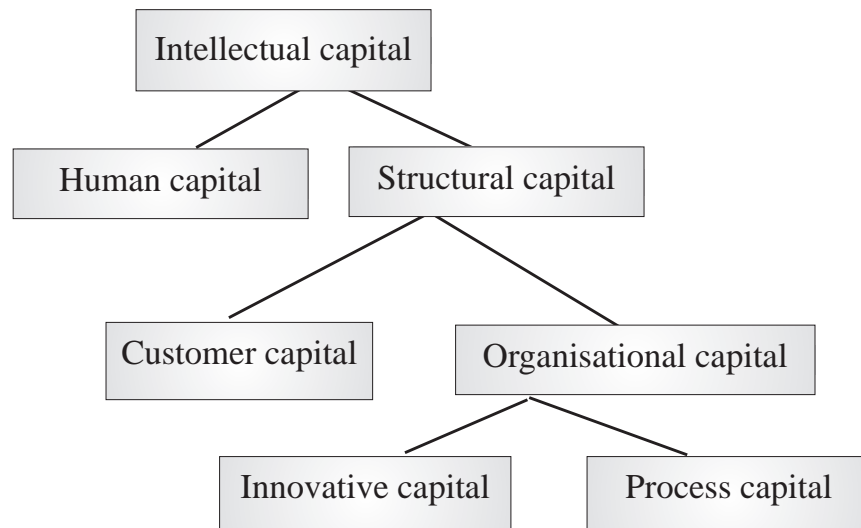 Intellectual capital
Human capital
Structural capital
Customer capital
Organisational capital
Innovative capital
Process capital